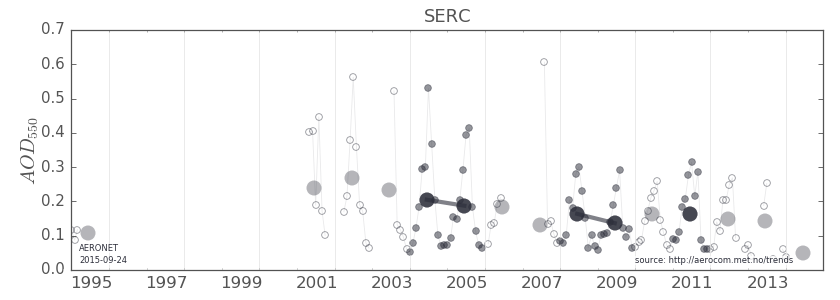 SERC
0.7
0.6
0.5
0.4
0.3
0.2
0.1
0.0
AOD550
AERONET
2015-09-24
source: http://aerocom.met.no/trends
1995 1997 1999 2001 2003 2005 2007 2009 2011 2013